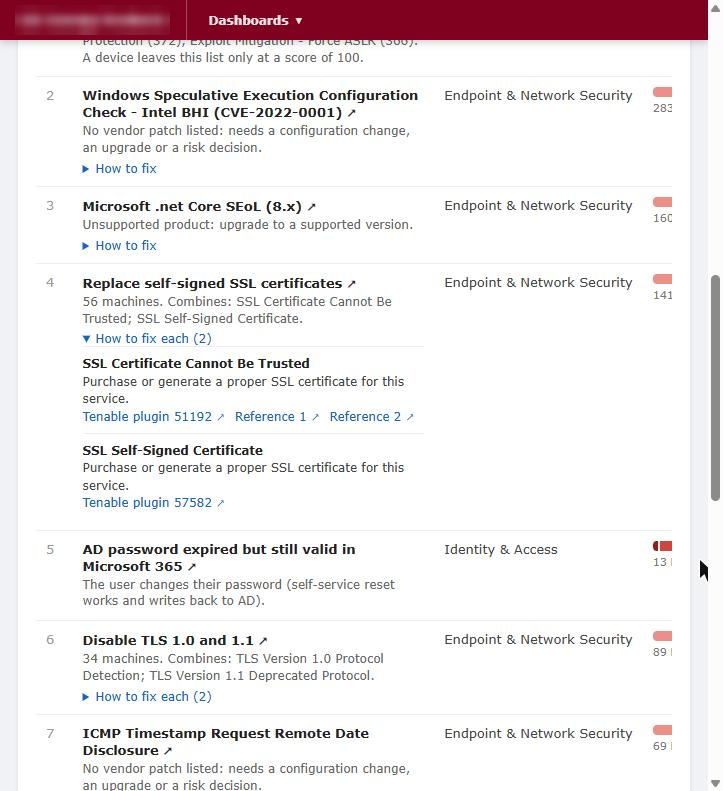 Dashboards ▼
Protection (372), Exploit Mitigation - Force ASLR (366).
A device leaves this list only at a score of 100.
2
Windows Speculative Execution Configuration
Check - Intel BHI (CVE-2022-0001) ↗
Endpoint & Network Security
283
No vendor patch listed: needs a configuration change,
an upgrade or a risk decision.
▶ How to fix
3
Microsoft .net Core SEoL (8.x) ↗
Endpoint & Network Security
160
Unsupported product: upgrade to a supported version.
▶ How to fix
4
Replace self-signed SSL certificates ↗
Endpoint & Network Security
141
56 machines. Combines: SSL Certificate Cannot Be
Trusted; SSL Self-Signed Certificate.
▼ How to fix each (2)
SSL Certificate Cannot Be Trusted
Purchase or generate a proper SSL certificate for this
service.
Tenable plugin 51192 ↗ Reference 1 ↗ Reference 2 ↗
SSL Self-Signed Certificate
Purchase or generate a proper SSL certificate for this
service.
Tenable plugin 57582 ↗
5
AD password expired but still valid in
Microsoft 365 ↗
Identity & Access
13
The user changes their password (self-service reset
works and writes back to AD).
6
Disable TLS 1.0 and 1.1 ↗
Endpoint & Network Security
89
34 machines. Combines: TLS Version 1.0 Protocol
Detection; TLS Version 1.1 Deprecated Protocol.
▶ How to fix each (2)
7
ICMP Timestamp Request Remote Date
Disclosure ↗
Endpoint & Network Security
69
No vendor patch listed: needs a configuration change,
an upgrade or a risk decision.